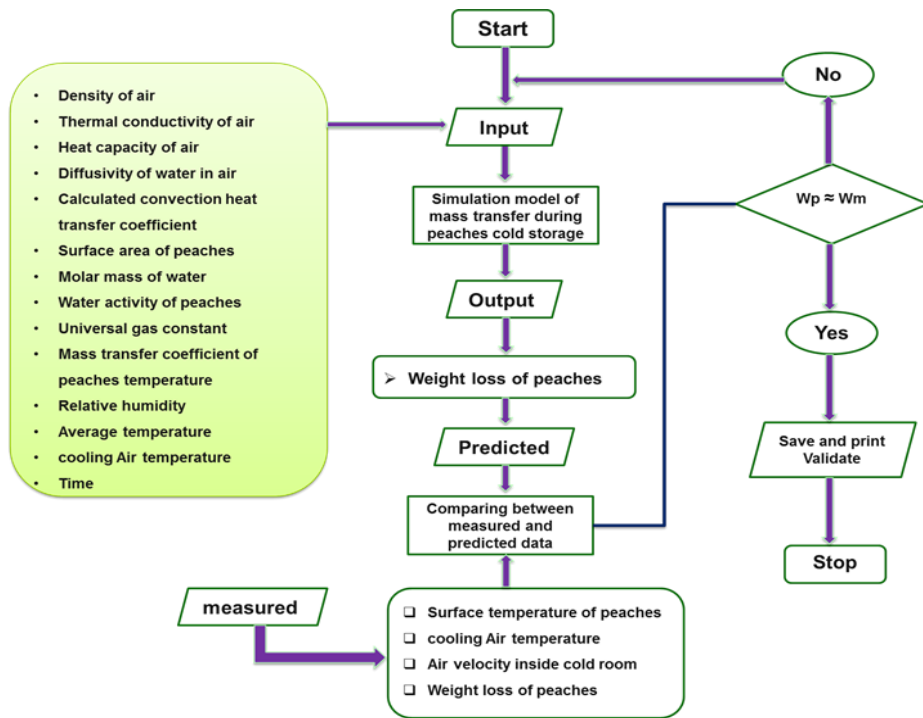 Start
No
• Density of air
• Thermal conductivity of air
• Heat capacity of air
• Diffusivity of water in air
• Calculated convection heat
transfer coefficient
• Surface area of peaches
• Molar mass of water
• Water activity of peaches
• Universal gas constant
• Mass transfer coefficient of
peaches temperature
• Relative humidity
• Average temperature
• cooling Air temperature
• Time
Input
Simulation model of
mass transfer during
peaches cold storage
Output
➢ Weight loss of peaches
Predicted
Comparing between
measured and
predicted data
measured
❑ Surface temperature of peaches
❑ cooling Air temperature
❑ Air velocity inside cold room
❑ Weight loss of peaches
Wp ≈ Wm
Yes
Save and print
Validate
Stop